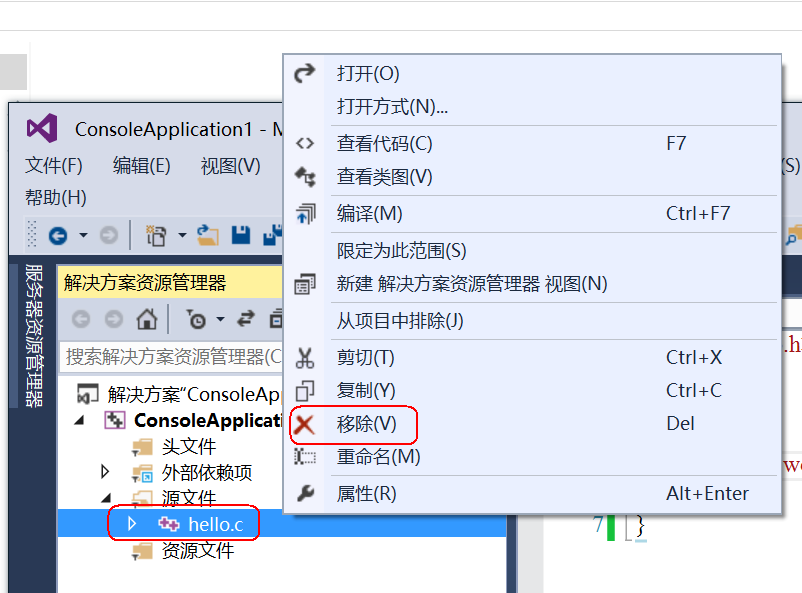 打开(O)
打开方式(N)...
查看代码(C) F7
查看类图(V)
编译(M) Ctrl+F7
限定为此范围(S)
新建 解决方案资源管理器 视图(N)
从项目中排除(J)
剪切(T) Ctrl+X
复制(Y) Ctrl+C
移除(V) Del
重命名(M)
属性(R) Alt+Enter
ConsoleApplication1 -
文件(F) 编辑(E) 视图(V)
(S)
帮助(H)
服务器资源管理器
解决方案资源管理器
搜索解决方案资源管理器(C
解决方案"ConsoleAp
ConsoleApplicati
头文件
外部依赖项
源文件
hello.c
资源文件
.h
7 }